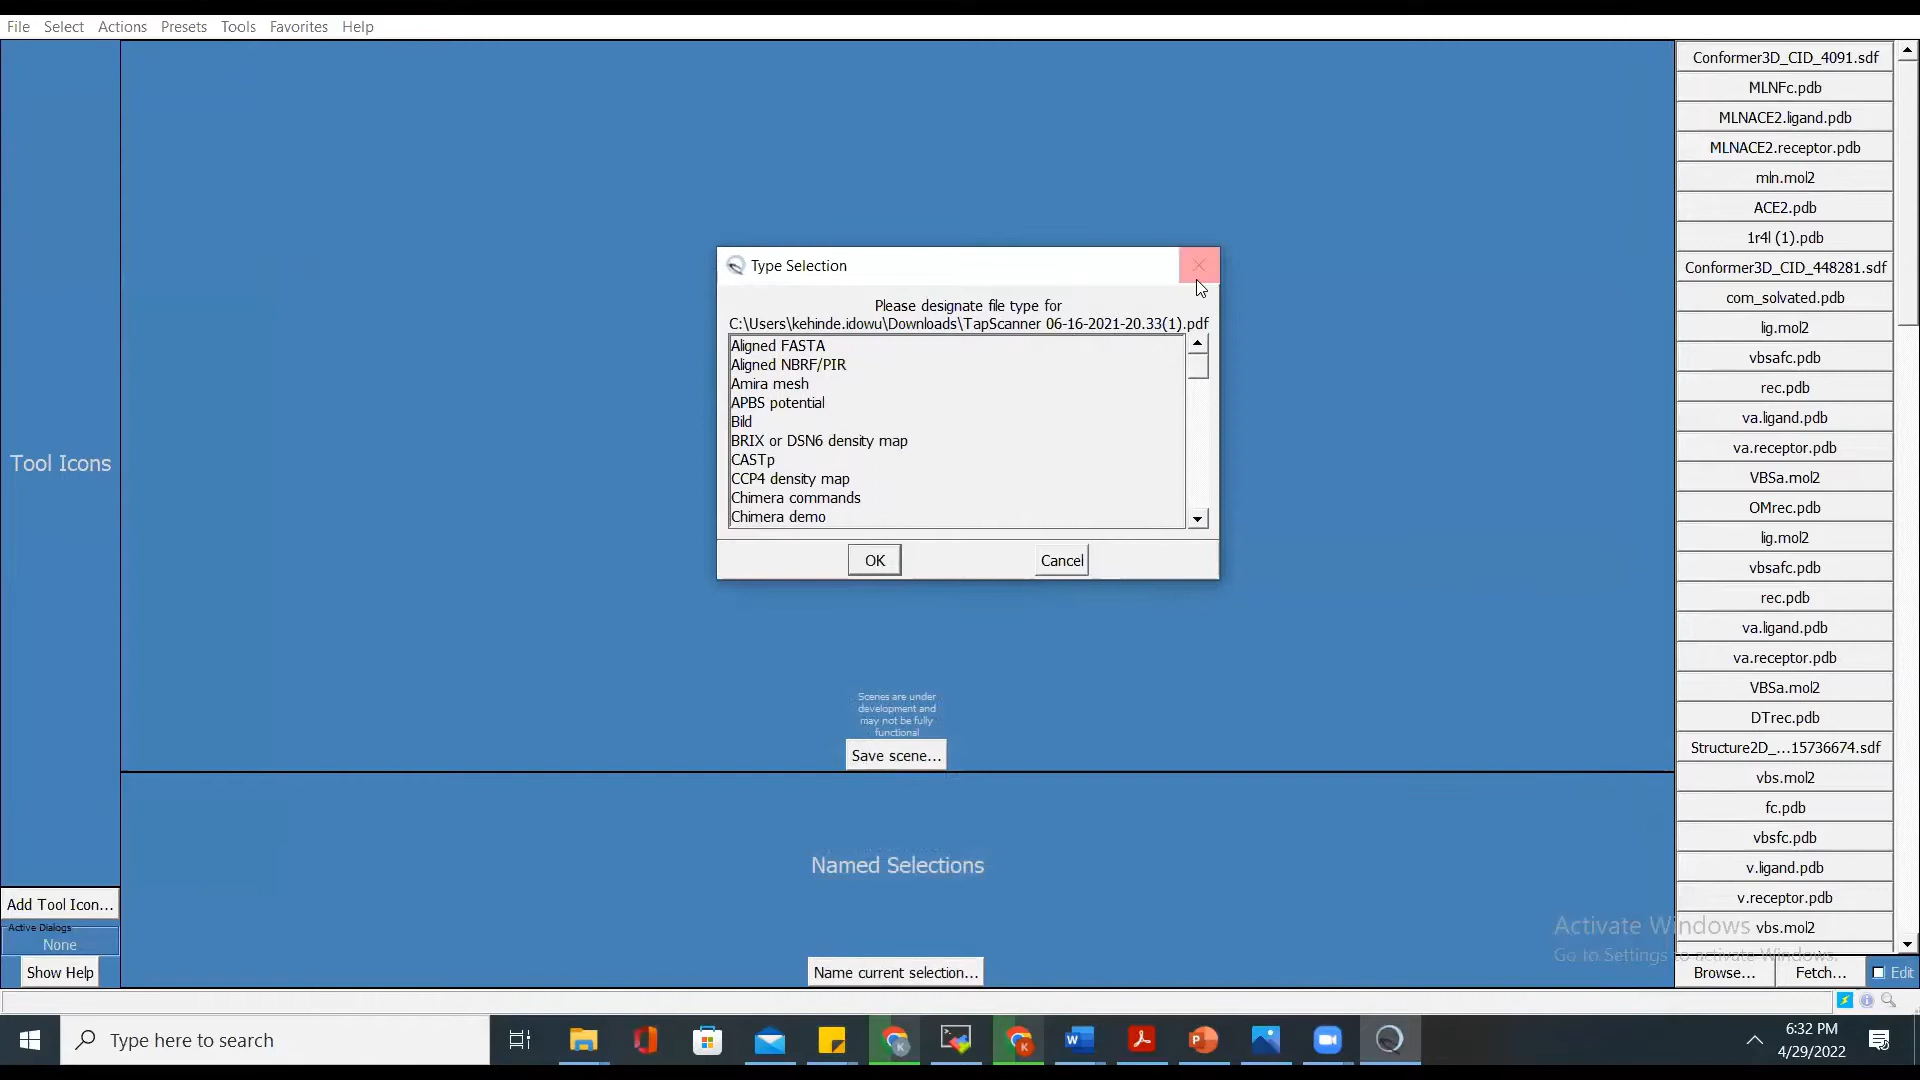 File Select Actions Presets Tools Favorites Help
Tool Icons
Add Tool Icon...
Active Dialogs
None
Show Help
Type Selection
Please designate file type for
C:\Users\kehinde.idowu\Downloads\TapScanner 06-16-2021-20.33(1).pdf
Aligned FASTA
Aligned NBRF/PIR
Amira mesh
APBS potential
Bild
BRIX or DSN6 density map
CASTp
CCP4 density map
Chimera commands
Chimera demo
OK Cancel
Scenes are under
development and
may not be fully
functional
Save scene...
Named Selections
Name current selection...
Conformer3D_CID_4091.sdf
MLNFc.pdb
MLNACE2.ligand.pdb
MLNACE2.receptor.pdb
mln.mol2
ACE2.pdb
1r4l (1).pdb
Conformer3D_CID_448281.sdf
com_solvated.pdb
lig.mol2
vbsafc.pdb
rec.pdb
va.ligand.pdb
va.receptor.pdb
VBSa.mol2
OMrec.pdb
lig.mol2
vbsafc.pdb
rec.pdb
va.ligand.pdb
va.receptor.pdb
VBSa.mol2
DTrec.pdb
Structure2D_...15736674.sdf
vbs.mol2
fc.pdb
vbsfc.pdb
v.ligand.pdb
v.receptor.pdb
vbs.mol2
Activate Windows
Go to Settings to activate Windows.
Browse... Fetch... Edit
Type here to search
6:32 PM
4/29/2022